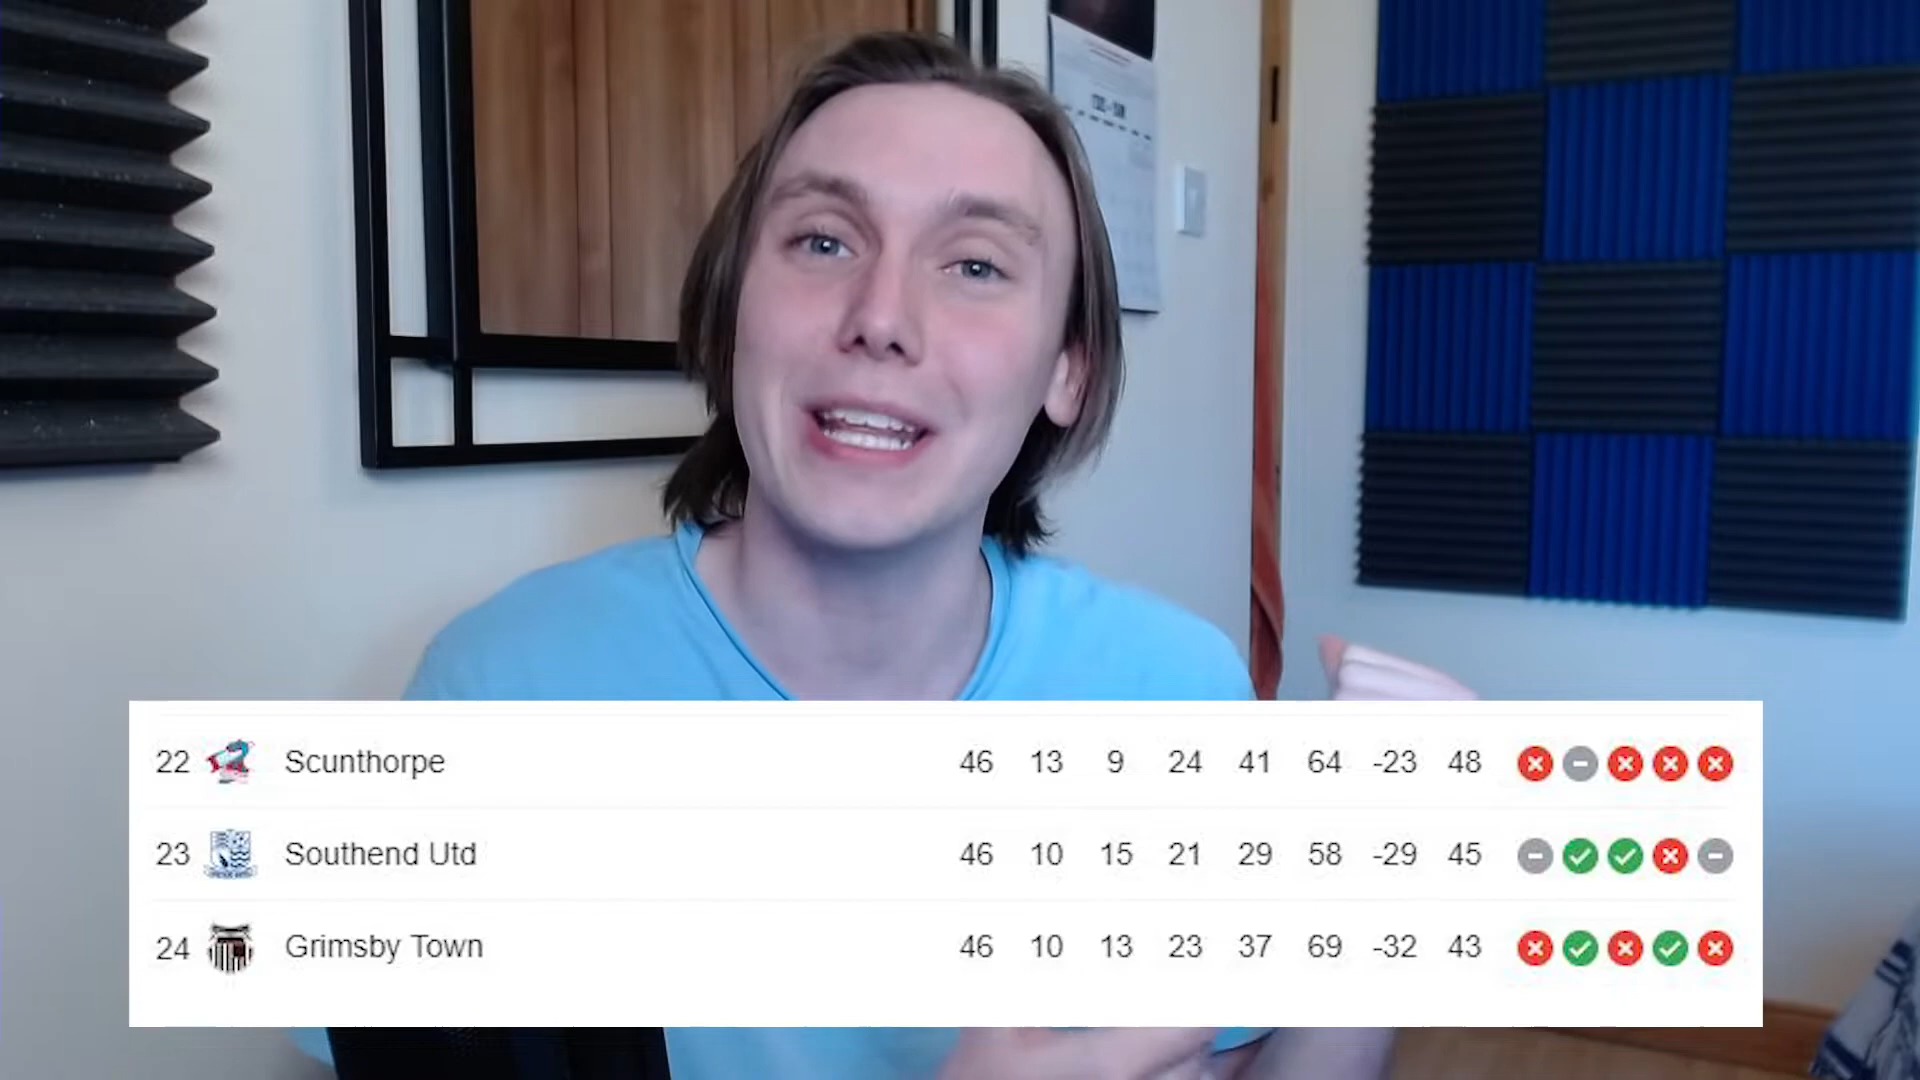 22 Scunthorpe 46 13 9 24 41 64 -23 48
23 Southend Utd 46 10 15 21 29 58 -29 45
24 Grimsby Town 46 10 13 23 37 69 -32 43